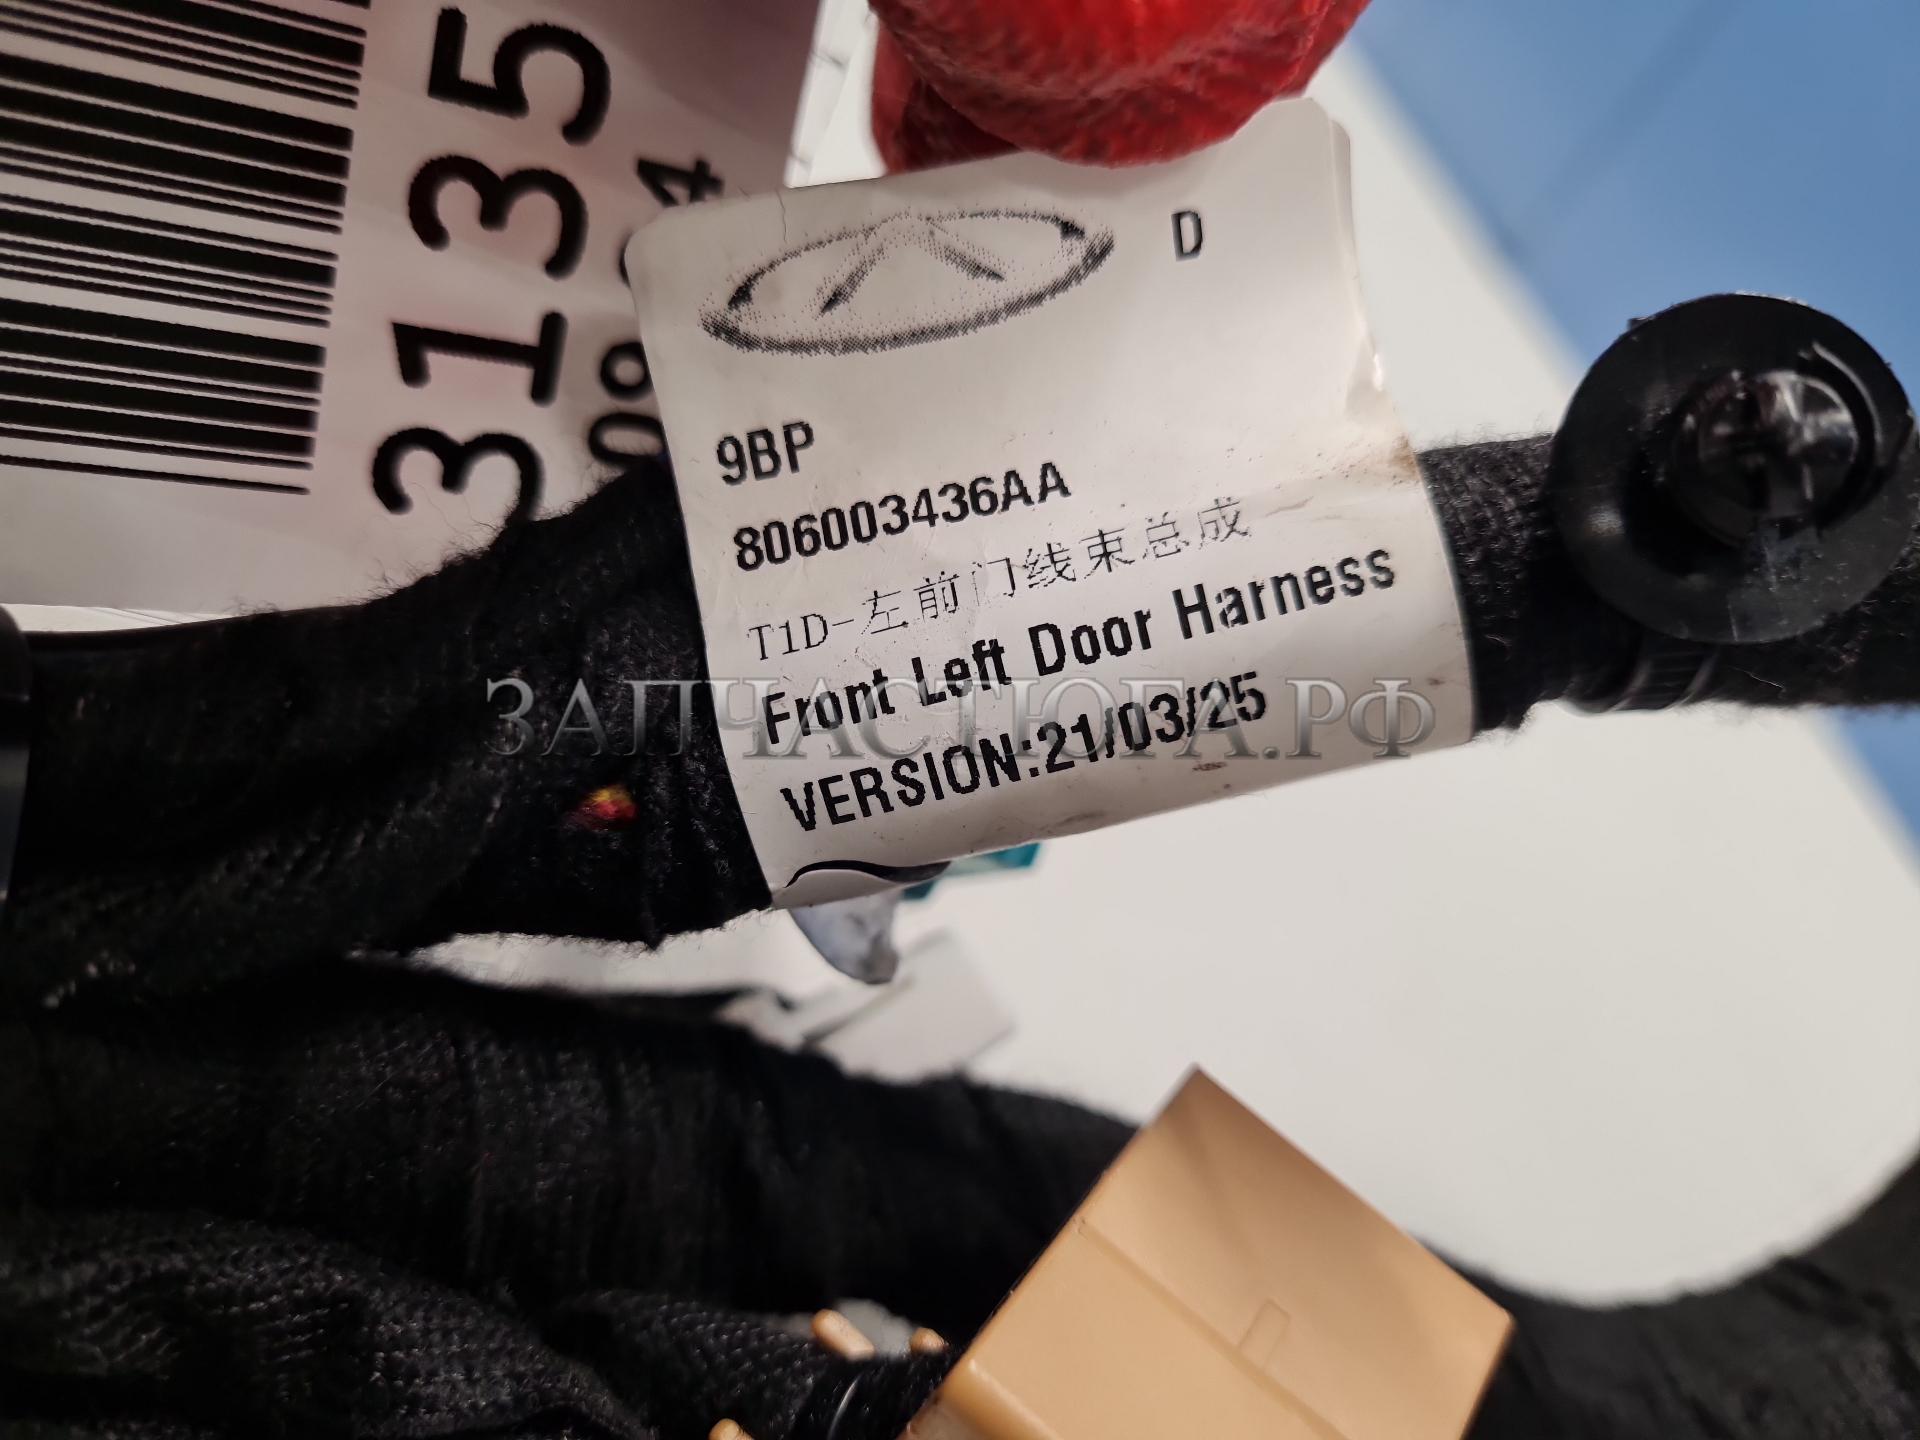 31353
D
9BP
806003436AA
T1D-左前门线束总成
Front Left Door Harness
VERSION:21/03/25
ЗАПЧАСТЮГА.РФ